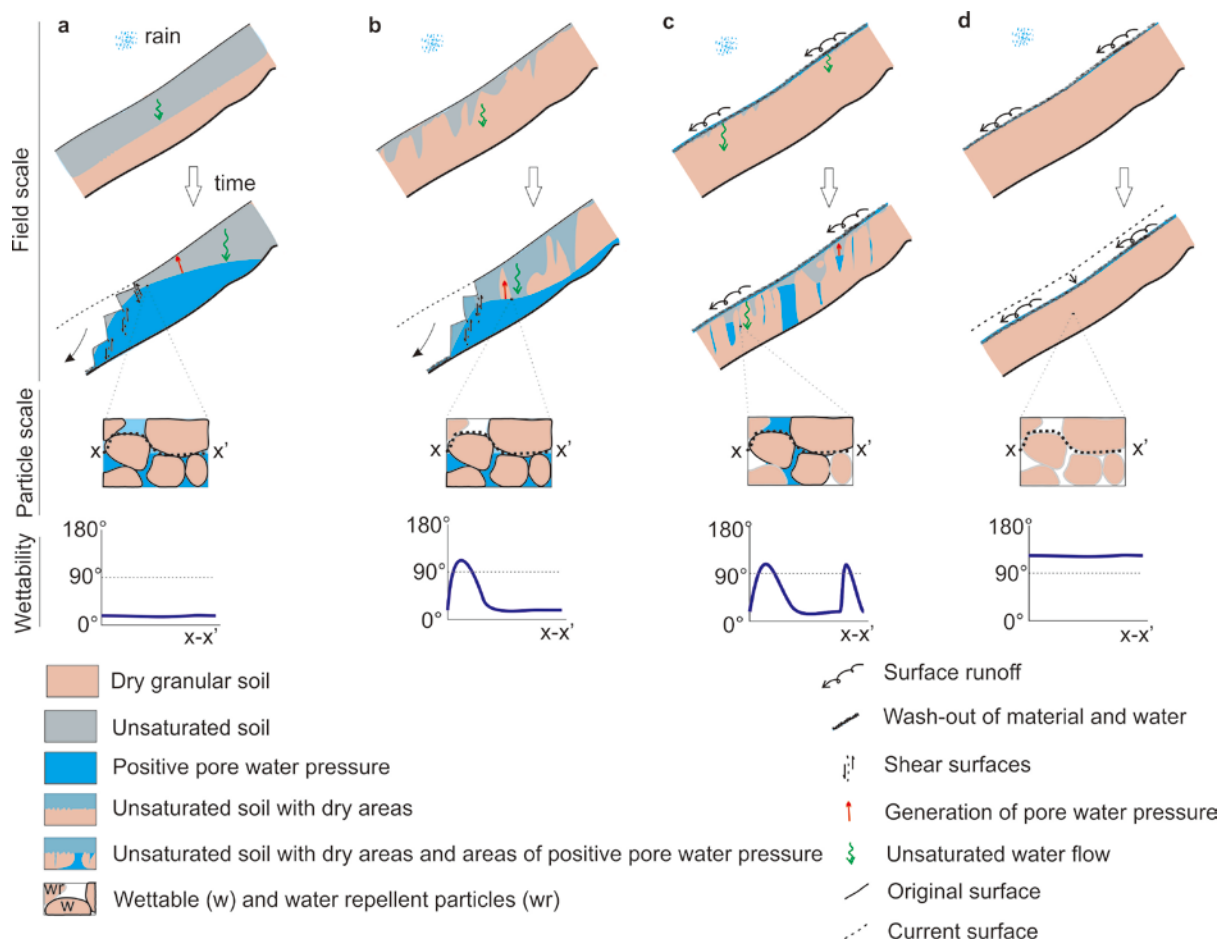 a
b
c
d
rain
Field scale
time
Particle scale
x
x'
x
x'
x
x'
x
x'
Wettability
180°
90°
0°
x-x'
180°
90°
0°
x-x'
180°
90°
0°
x-x'
180°
90°
0°
x-x'
Dry granular soil
Unsaturated soil
Positive pore water pressure
Unsaturated soil with dry areas
Unsaturated soil with dry areas and areas of positive pore water pressure
wr
w
Wettable (w) and water repellent particles (wr)
Surface runoff
Wash-out of material and water
Shear surfaces
Generation of pore water pressure
Unsaturated water flow
Original surface
Current surface